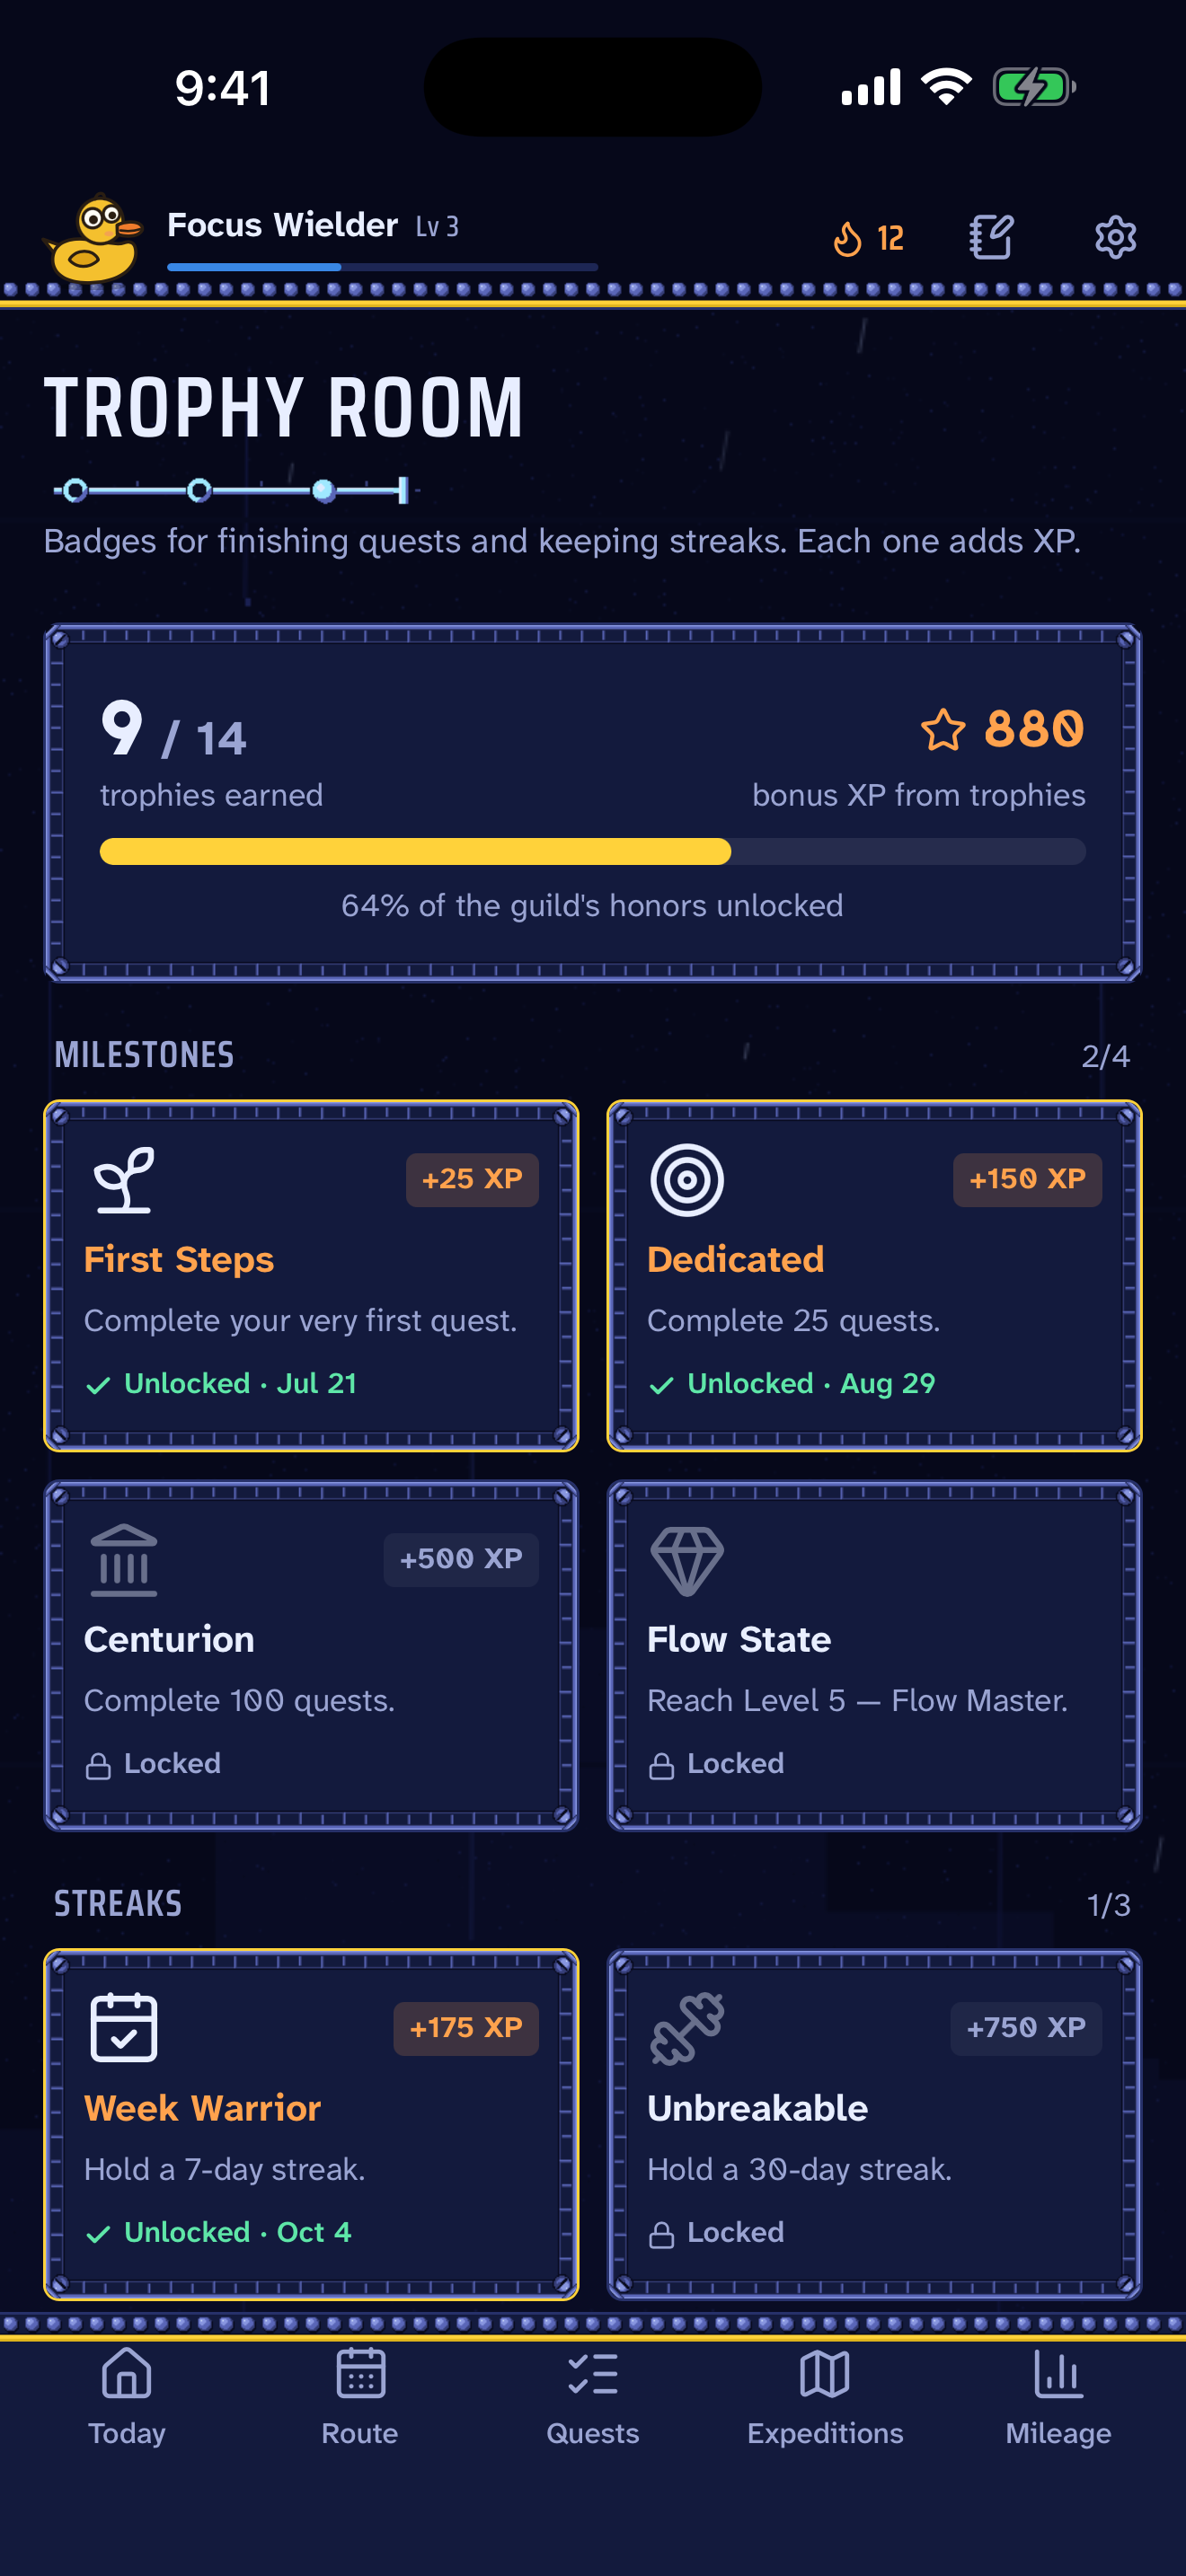 9:41
Focus Wielder Lv 3
12
TROPHY ROOM
Badges for finishing quests and keeping streaks. Each one adds XP.
9 / 14
880
trophies earned
bonus XP from trophies
64% of the guild's honors unlocked
MILESTONES
2/4
+25 XP
First Steps
Complete your very first quest.
Unlocked · Jul 21
+150 XP
Dedicated
Complete 25 quests.
Unlocked · Aug 29
+500 XP
Centurion
Complete 100 quests.
Locked
Flow State
Reach Level 5 — Flow Master.
Locked
STREAKS
1/3
+175 XP
Week Warrior
Hold a 7-day streak.
Unlocked · Oct 4
+750 XP
Unbreakable
Hold a 30-day streak.
Locked
Today
Route
Quests
Expeditions
Mileage